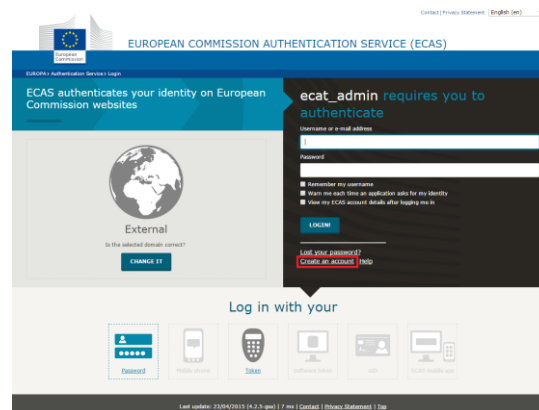 Contact | Privacy Statement English (en)
EUROPEAN COMMISSION AUTHENTICATION SERVICE (ECAS)
European
Commission
EUROPA > Authentication Service > Login
ECAS authenticates your identity on European
Commission websites
ecat_admin requires you to
authenticate
Username or e-mail address
Password
Remember my username
Warn me each time an application asks for my identity
View my ECAS account details after logging me in
LOGIN!
External
Is the selected domain correct?
CHANGE IT
Lost your password?
Create an account Help
Log in with your
Password
Mobile phone
Token
Software token
eID
ECAS mobile app
Last update: 23/04/2015 (4.2.5-gsu) | 7 ms | Contact | Privacy Statement | Top